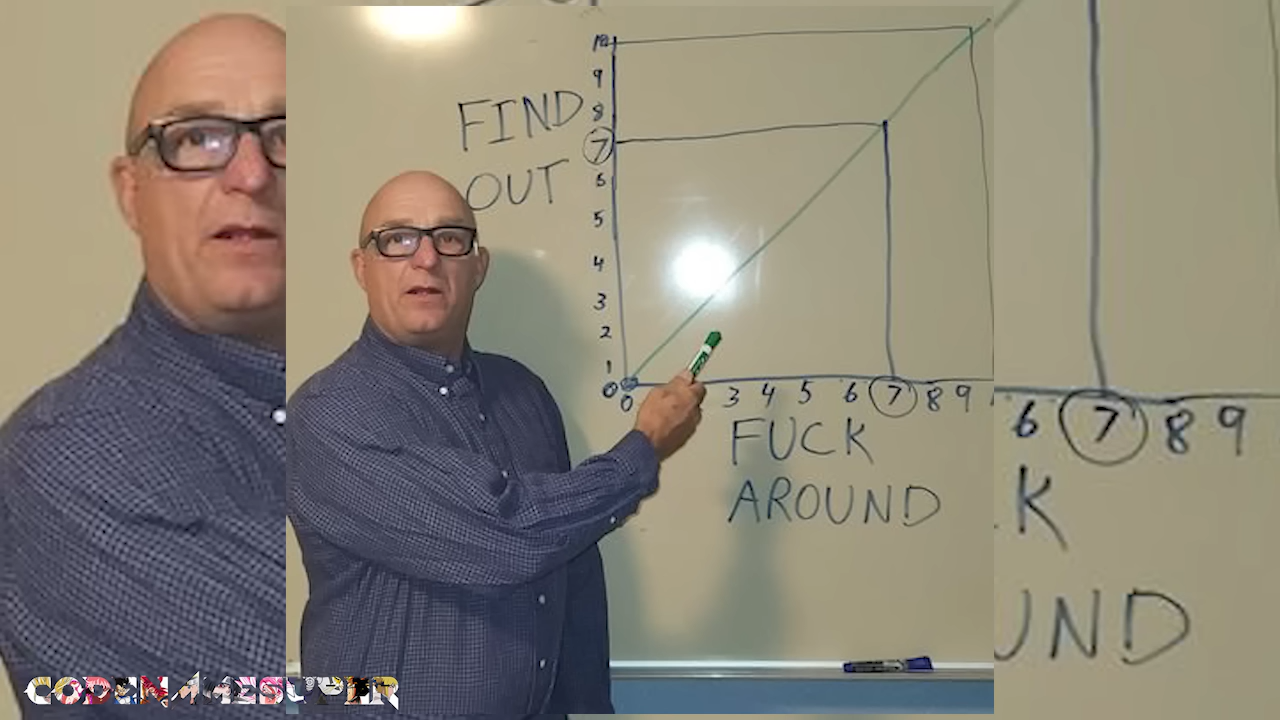 10
9
FIND 8
7
OUT 6
5
4
3
2
1
0
0 3 4 5 6 7 8 9
FUCK
AROUND
6 7 8 9
K
UND
CODENAMESUPER